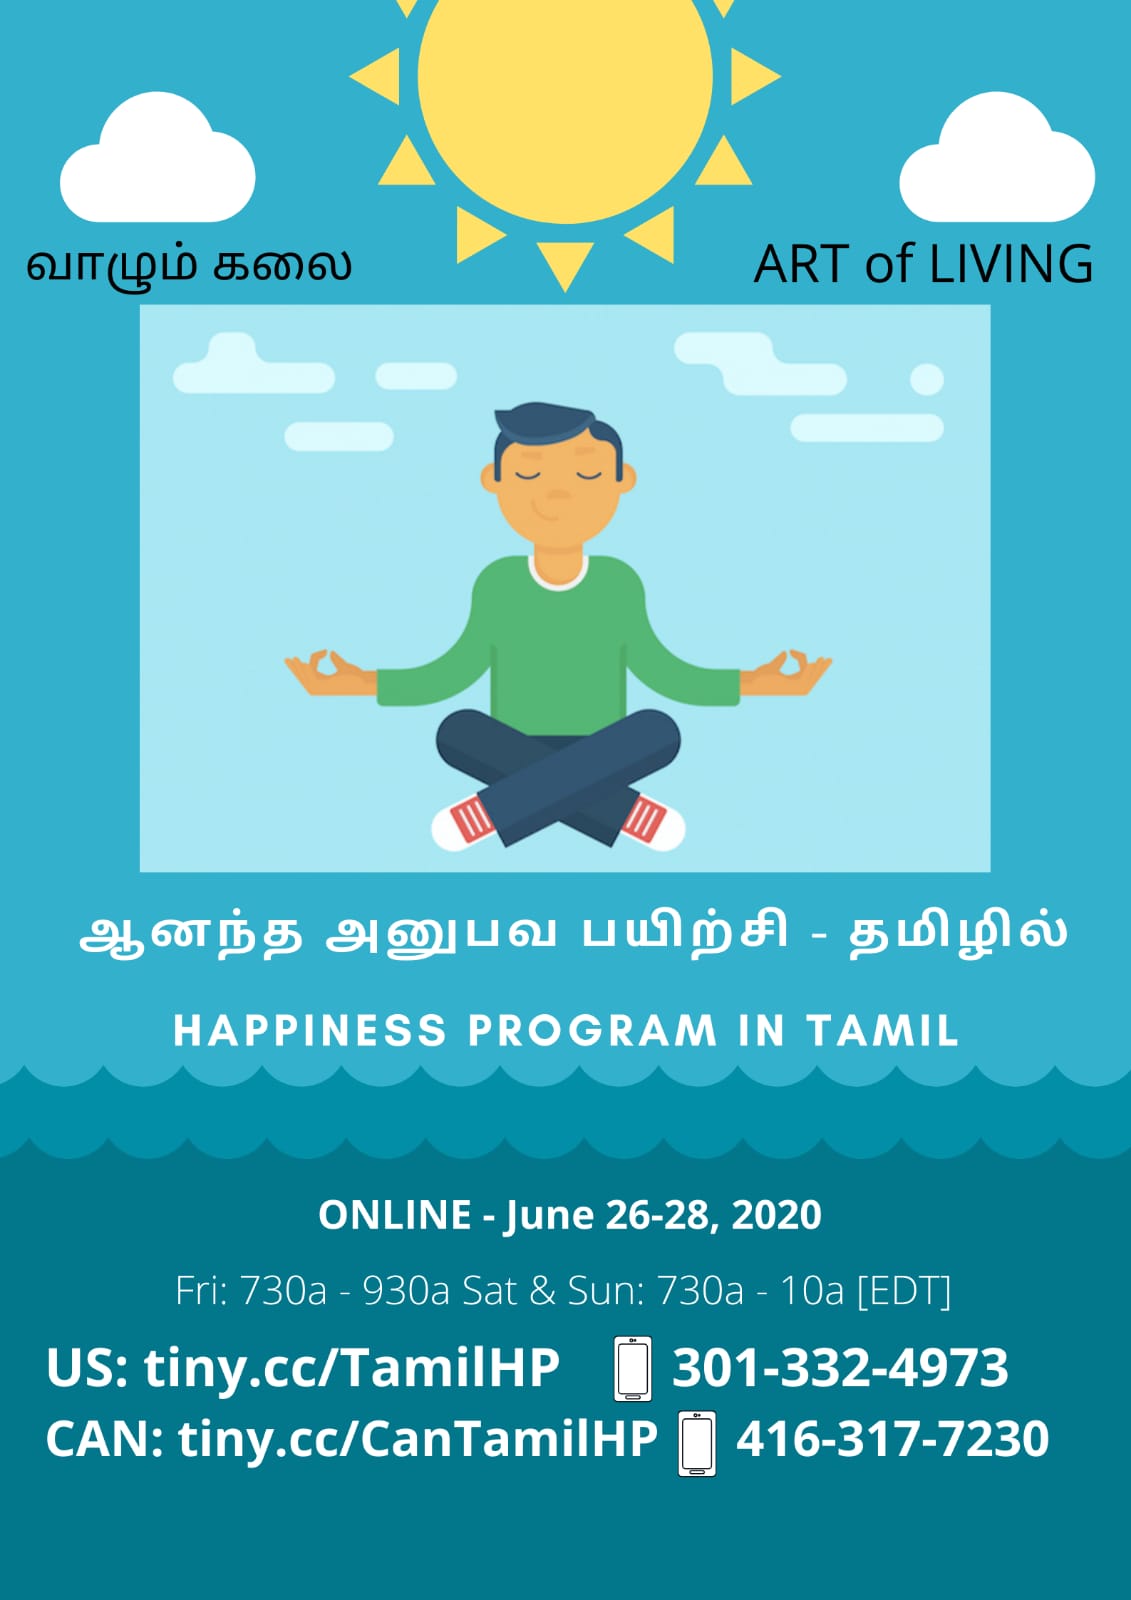 வாழும் கலை
ART of LIVING
ஆனந்த அனுபவ பயிற்சி - தமிழில்
HAPPINESS PROGRAM IN TAMIL
ONLINE - June 26-28, 2020
Fri: 730a - 930a Sat & Sun: 730a - 10a [EDT]
US: tiny.cc/TamilHP 301-332-4973
CAN: tiny.cc/CanTamilHP 416-317-7230